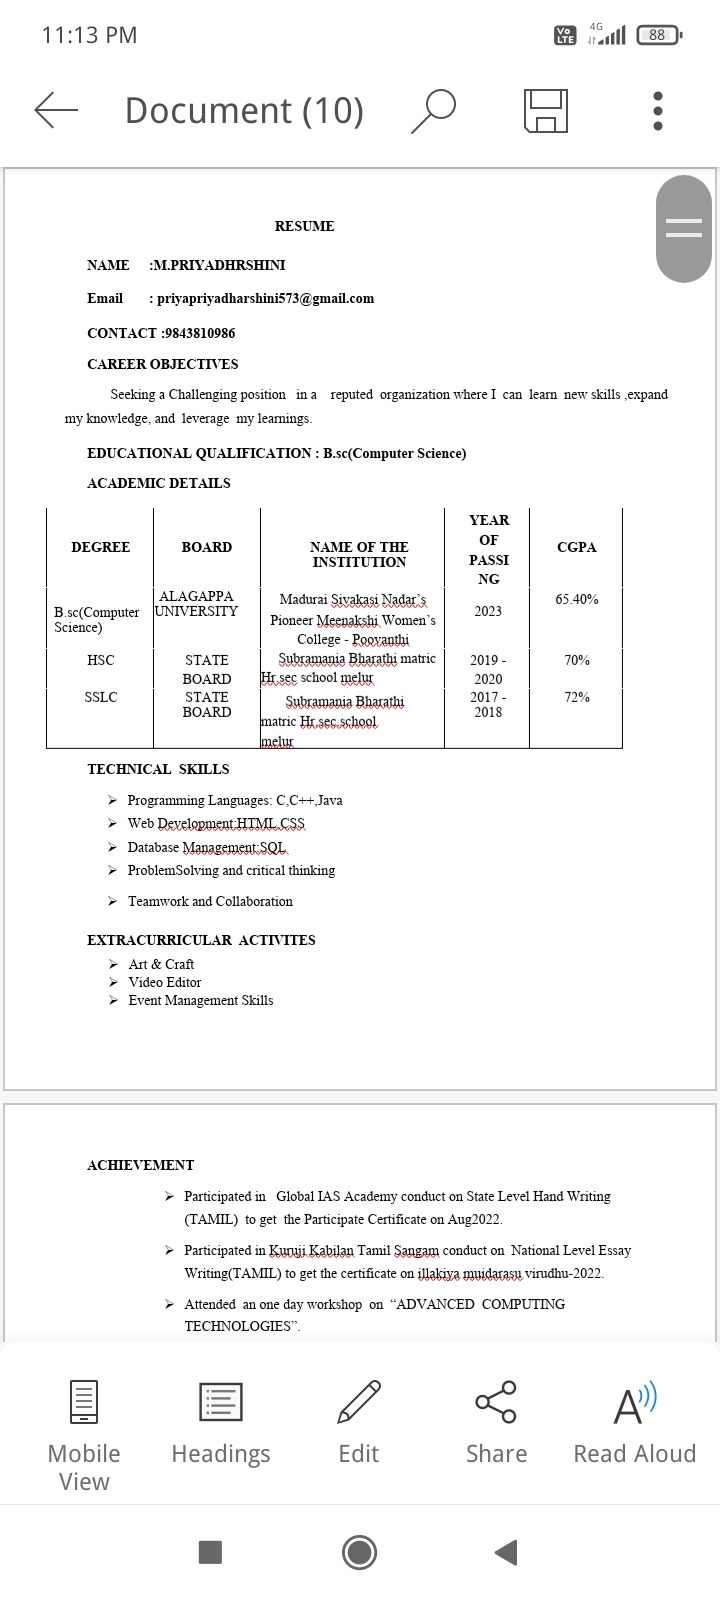 11:13 PM
Vo LTE 4G 88
Document (10)
RESUME
NAME :M.PRIYADHRSHINI
Email : priyapriyadharshini573@gmail.com
CONTACT :9843810986
CAREER OBJECTIVES
Seeking a Challenging position in a reputed organization where I can learn new skills ,expand
my knowledge, and leverage my learnings.
EDUCATIONAL QUALIFICATION : B.sc(Computer Science)
ACADEMIC DETAILS
DEGREE BOARD NAME OF THE INSTITUTION YEAR OF PASSI NG CGPA
B.sc(Computer Science) ALAGAPPA UNIVERSITY Madurai Sivakasi Nadar’s Pioneer Meenakshi Women’s College - Poovanthi 2023 65.40%
HSC STATE BOARD Subramania Bharathi matric Hr.sec school melur 2019 - 2020 70%
SSLC STATE BOARD Subramania Bharathi matric Hr.sec.school melur 2017 - 2018 72%
TECHNICAL SKILLS
➢ Programming Languages: C,C++,Java
➢ Web Development:HTML,CSS
➢ Database Management:SQL
➢ ProblemSolving and critical thinking
➢ Teamwork and Collaboration
EXTRACURRICULAR ACTIVITES
➢ Art & Craft
➢ Video Editor
➢ Event Management Skills
ACHIEVEMENT
➢ Participated in Global IAS Academy conduct on State Level Hand Writing
(TAMIL) to get the Participate Certificate on Aug2022.
➢ Participated in Kuruji Kabilan Tamil Sangam conduct on National Level Essay
Writing(TAMIL) to get the certificate on illakiya muidarasu virudhu-2022.
➢ Attended an one day workshop on “ADVANCED COMPUTING
TECHNOLOGIES”.
Mobile View
Headings
Edit
Share
Read Aloud